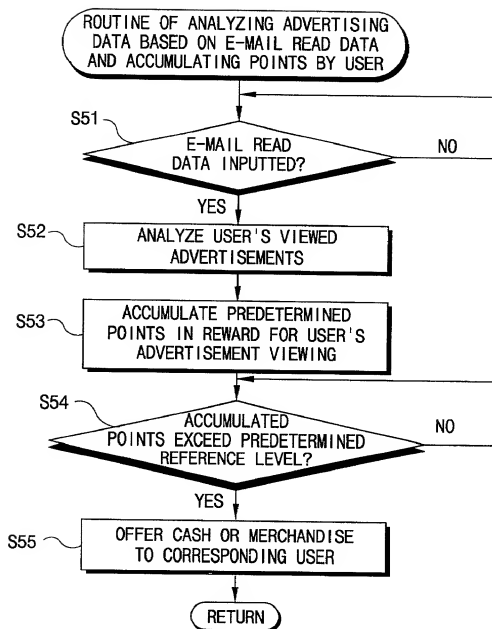 ROUTINE OF ANALYZING ADVERTISING
DATA BASED ON E-MAIL READ DATA
AND ACCUMULATING POINTS BY USER
S51
E-MAIL READ
DATA INPUTTED?
NO
YES
S52
ANALYZE USER'S VIEWED
ADVERTISEMENTS
S53
ACCUMULATE PREDETERMINED
POINTS IN REWARD FOR USER'S
ADVERTISEMENT VIEWING
S54
ACCUMULATED
POINTS EXCEED PREDETERMINED
REFERENCE LEVEL?
NO
YES
S55
OFFER CASH OR MERCHANDISE
TO CORRESPONDING USER
RETURN